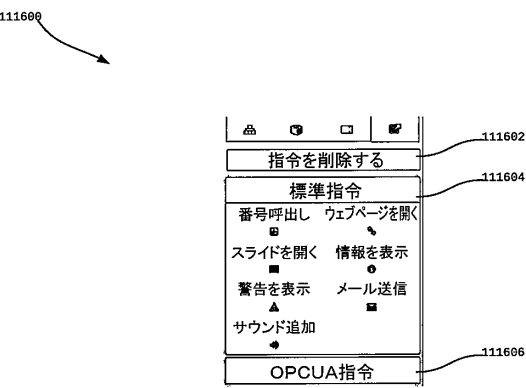 111600
指令を削除する
111602
標準指令
111604
番号呼出し ウェブページを開く
スライドを開く 情報を表示
警告を表示 メール送信
サウンド追加
OPCUA指令
111606